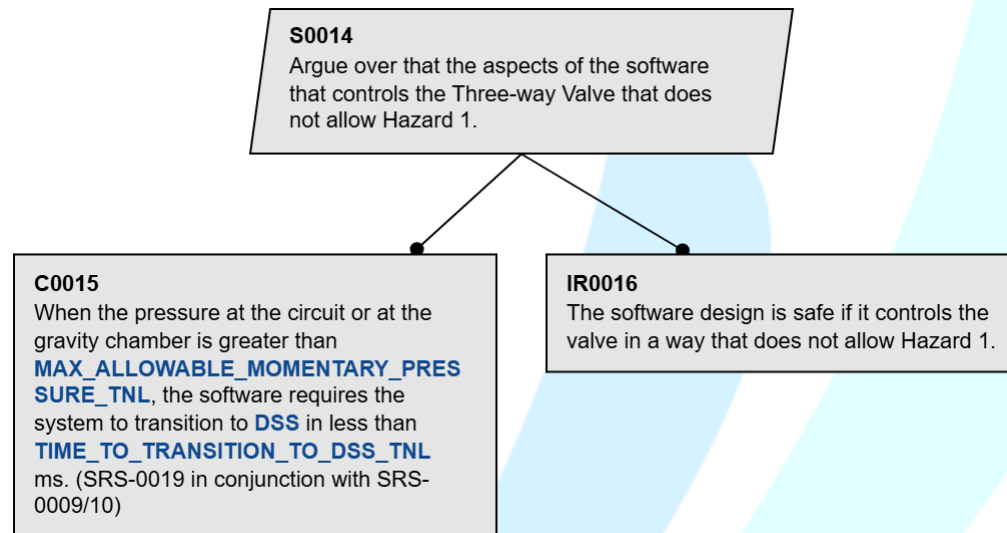 S0014
Argue over that the aspects of the software
that controls the Three-way Valve that does
not allow Hazard 1.
C0015
When the pressure at the circuit or at the
gravity chamber is greater than
MAX_ALLOWABLE_MOMENTARY_PRES
SURE_TNL, the software requires the
system to transition to DSS in less than
TIME_TO_TRANSITION_TO_DSS_TNL
ms. (SRS-0019 in conjunction with SRS-
0009/10)
IR0016
The software design is safe if it controls the
valve in a way that does not allow Hazard 1.